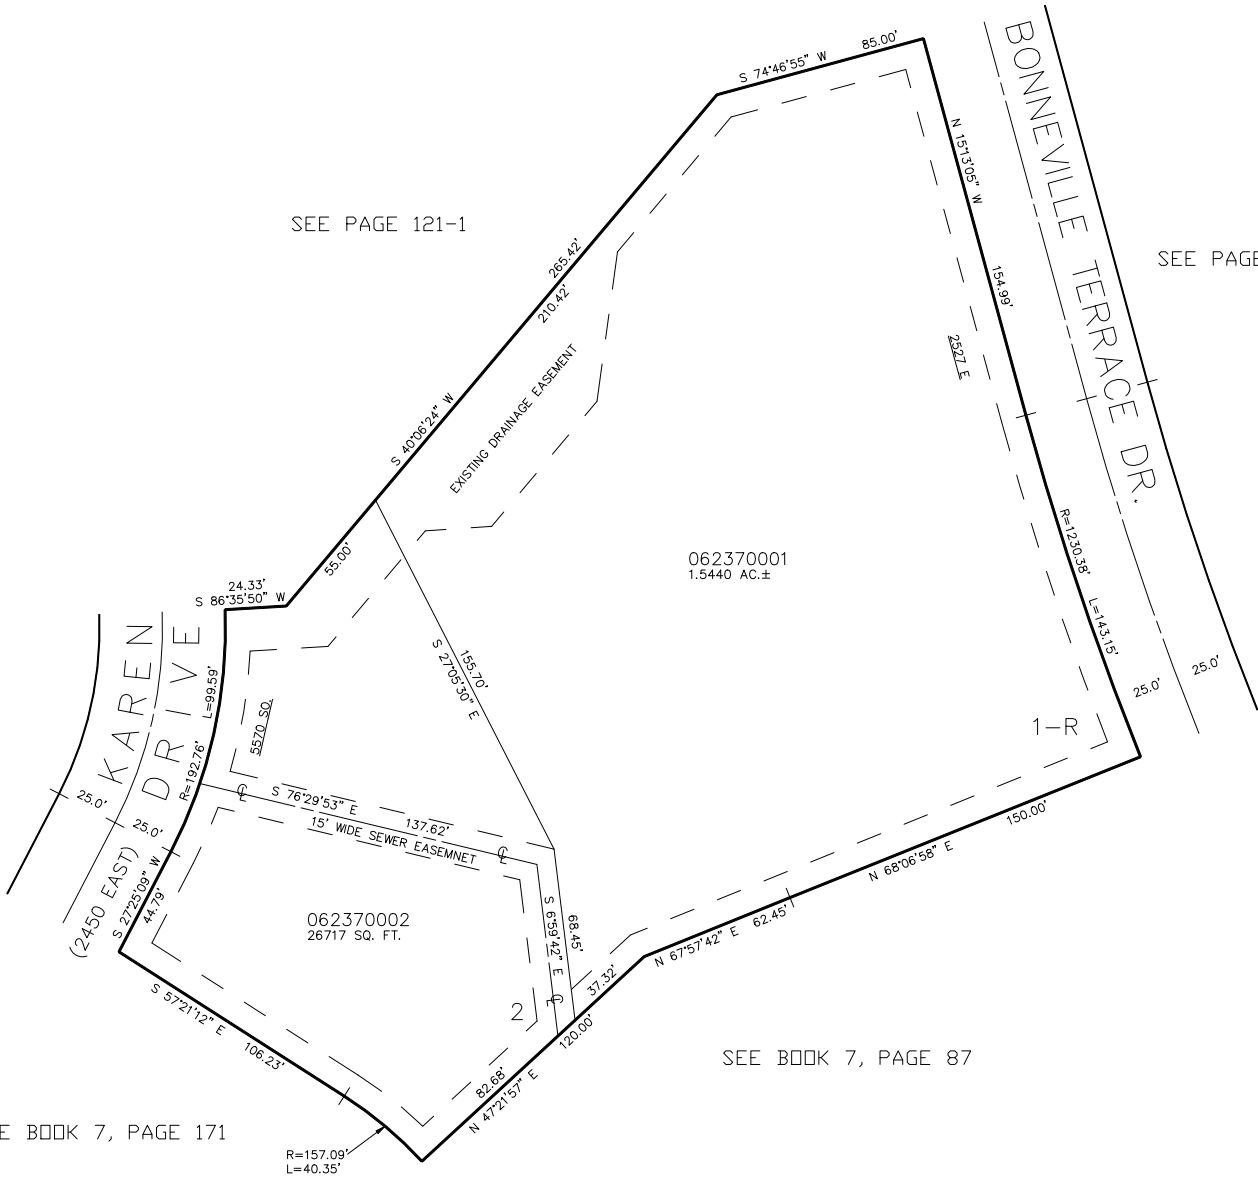 S 74°46'55" W
85.00'
BONNEVILLE TERRACE DR.
N 15°13'05" W
154.99'
SEE PAGE 121-1
SEE PAGE
265.42'
210.42'
2527 E
S 40°06'24" W
EXISTING DRAINAGE EASEMENT
55.00'
062370001
1.5440 AC.±
R=1230.38'
L=143.15'
25.0'
25.0'
24.33'
S 86°35'50" W
155.70'
S 27°05'30" E
KAREN
DRIVE
(2450 EAST)
L=99.59'
R=192.76'
5570 SO.
1-R
25.0'
25.0'
S 76°29'53" E
137.62'
15' WIDE SEWER EASEMNET
CL
CL
150.00'
N 68°06'58" E
S 27°25'09" W
44.79'
062370002
26717 SQ. FT.
S 6°59'42" E
68.45'
62.45'
N 67°57'42" E
37.32'
CL
2
120.00'
S 57°21'12" E
106.23'
82.68'
N 47°21'57" E
SEE BOOK 7, PAGE 87
E BOOK 7, PAGE 171
R=157.09'
L=40.35'